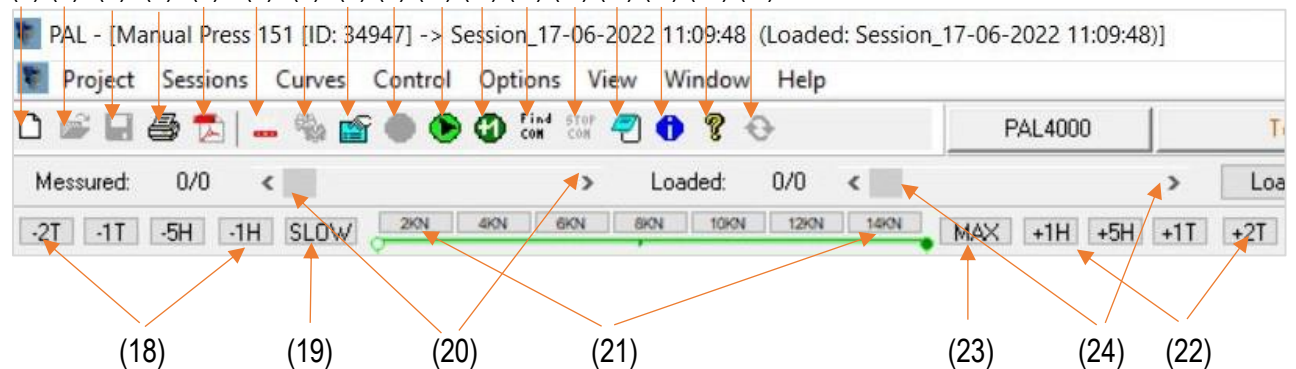 PAL - [Manual Press 151 [ID: 34947] -> Session_17-06-2022 11:09:48 (Loaded: Session_17-06-2022 11:09:48)]
Project Sessions Curves Control Options View Window Help
+1 Find COM STOP COM i ? PAL4000
Messured: 0/0 < > Loaded: 0/0 < > Loa
-2T -1T -5H -1H SLOW 2KN 4KN 6KN 8KN 10KN 12KN 14KN MAX +1H +5H +1T +2T
(18) (19) (20) (21) (23) (24) (22)